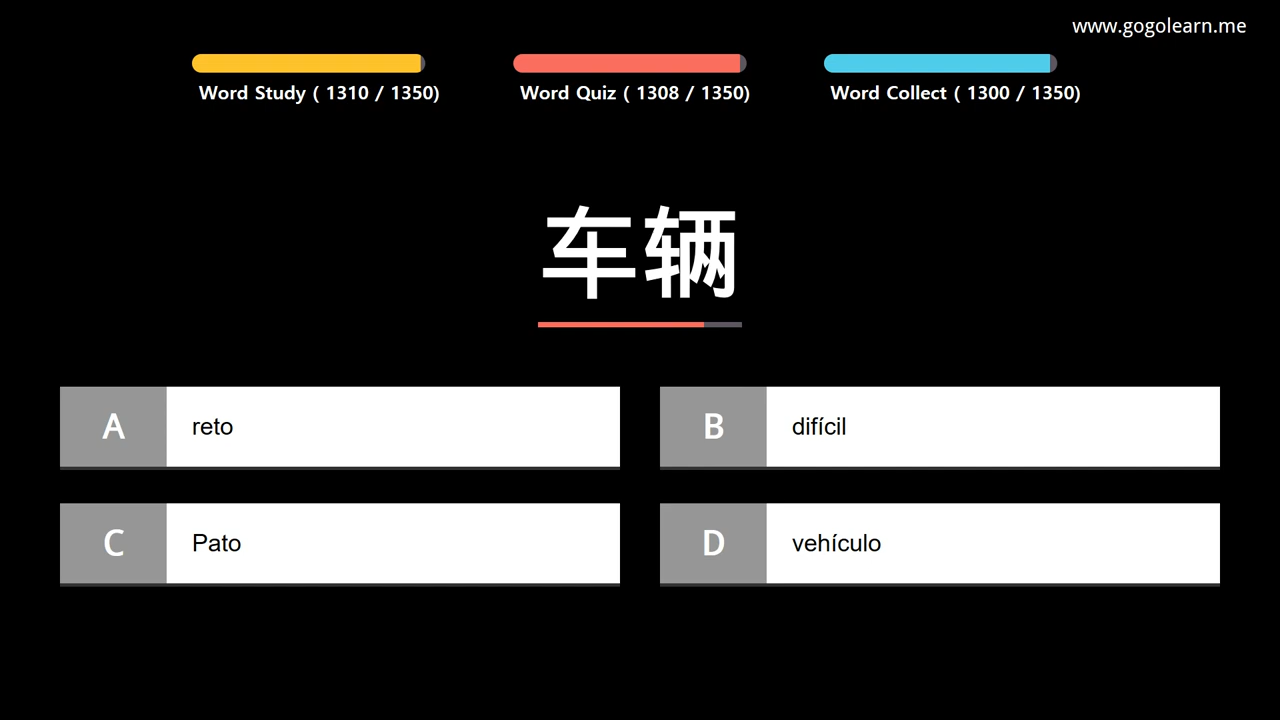 www.gogolearn.me
Word Study ( 1310 / 1350)
Word Quiz ( 1308 / 1350)
Word Collect ( 1300 / 1350)
车辆
A reto
B difícil
C Pato
D vehículo